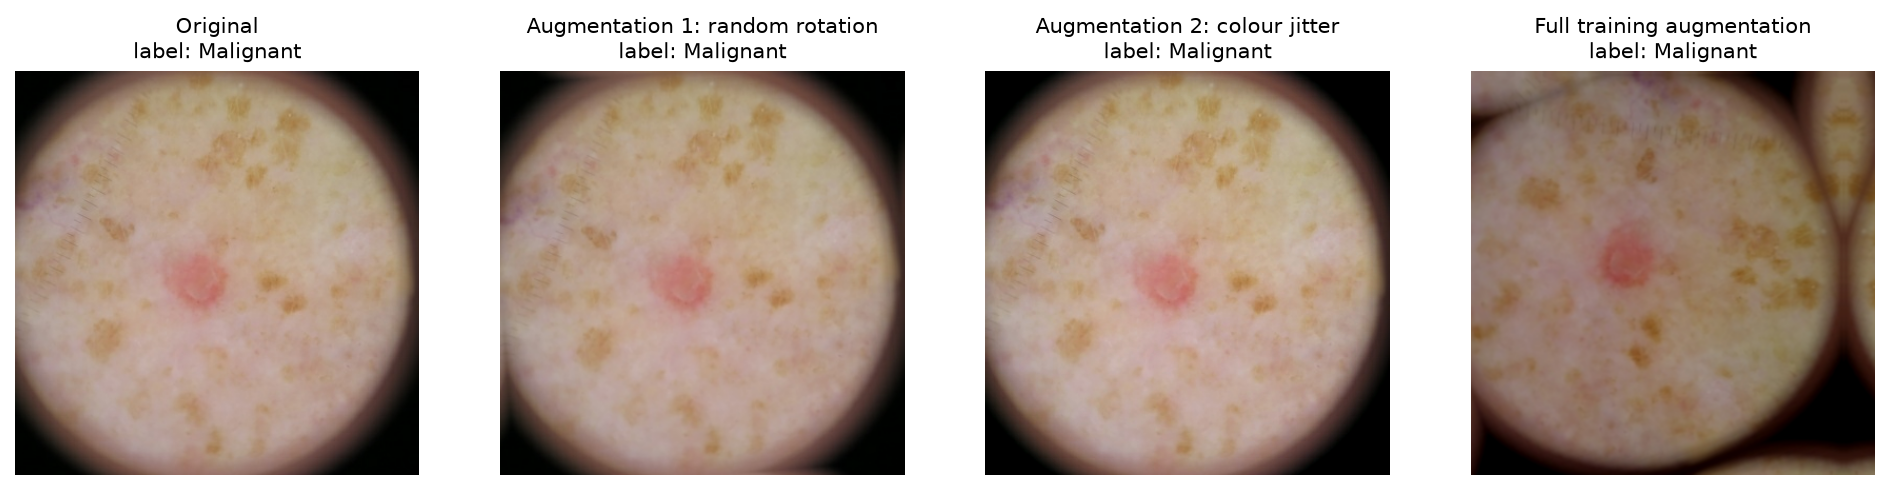 Original
label: Malignant
Augmentation 1: random rotation
label: Malignant
Augmentation 2: colour jitter
label: Malignant
Full training augmentation
label: Malignant